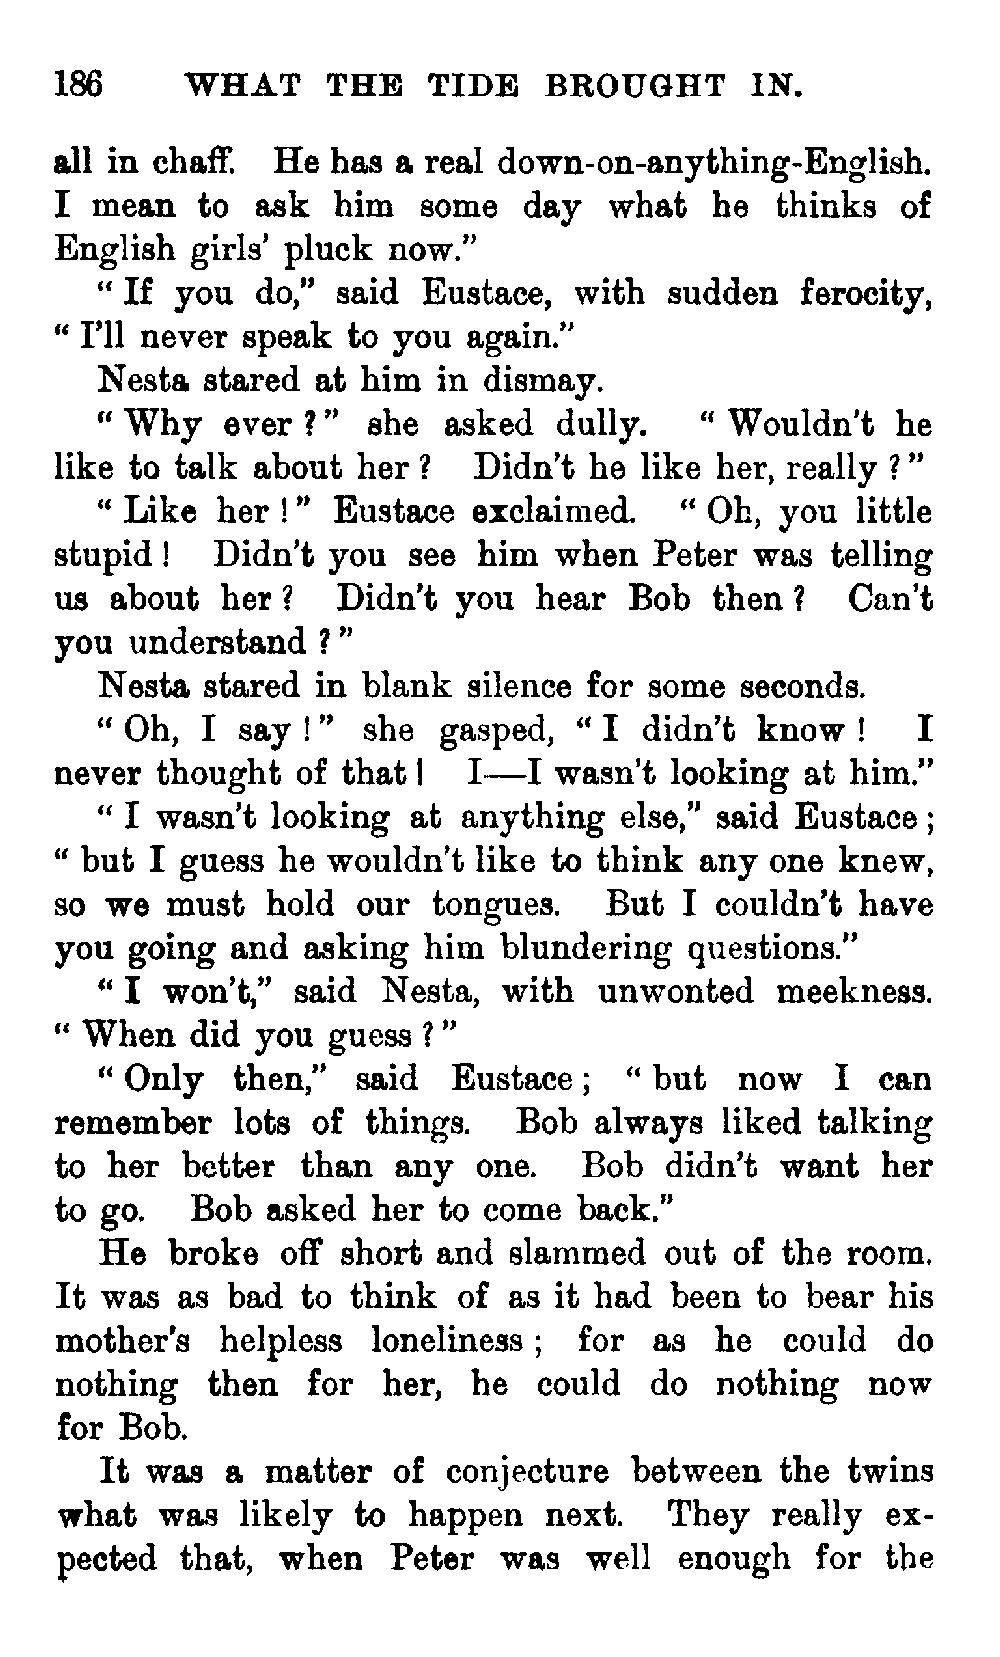 186 WHAT THE TIDE BROUGHT IN.
all in chaff. He has a real down-on-anything-English.
I mean to ask him some day what he thinks of
English girls' pluck now."
" If you do," said Eustace, with sudden ferocity,
" I'll never speak to you again."
Nesta stared at him in dismay.
" Why ever ? " she asked dully. " Wouldn't he
like to talk about her ? Didn't he like her, really ? "
" Like her ! " Eustace exclaimed. " Oh, you little
stupid ! Didn't you see him when Peter was telling
us about her ? Didn't you hear Bob then ? Can't
you understand ? "
Nesta stared in blank silence for some seconds.
" Oh, I say ! " she gasped, " I didn't know ! I
never thought of that ! I—I wasn't looking at him."
" I wasn't looking at anything else," said Eustace ;
" but I guess he wouldn't like to think any one knew,
so we must hold our tongues. But I couldn't have
you going and asking him blundering questions."
" I won't," said Nesta, with unwonted meekness.
" When did you guess ? "
" Only then," said Eustace ; " but now I can
remember lots of things. Bob always liked talking
to her better than any one. Bob didn't want her
to go. Bob asked her to come back."
He broke off short and slammed out of the room.
It was as bad to think of as it had been to bear his
mother's helpless loneliness ; for as he could do
nothing then for her, he could do nothing now
for Bob.
It was a matter of conjecture between the twins
what was likely to happen next. They really ex-
pected that, when Peter was well enough for the